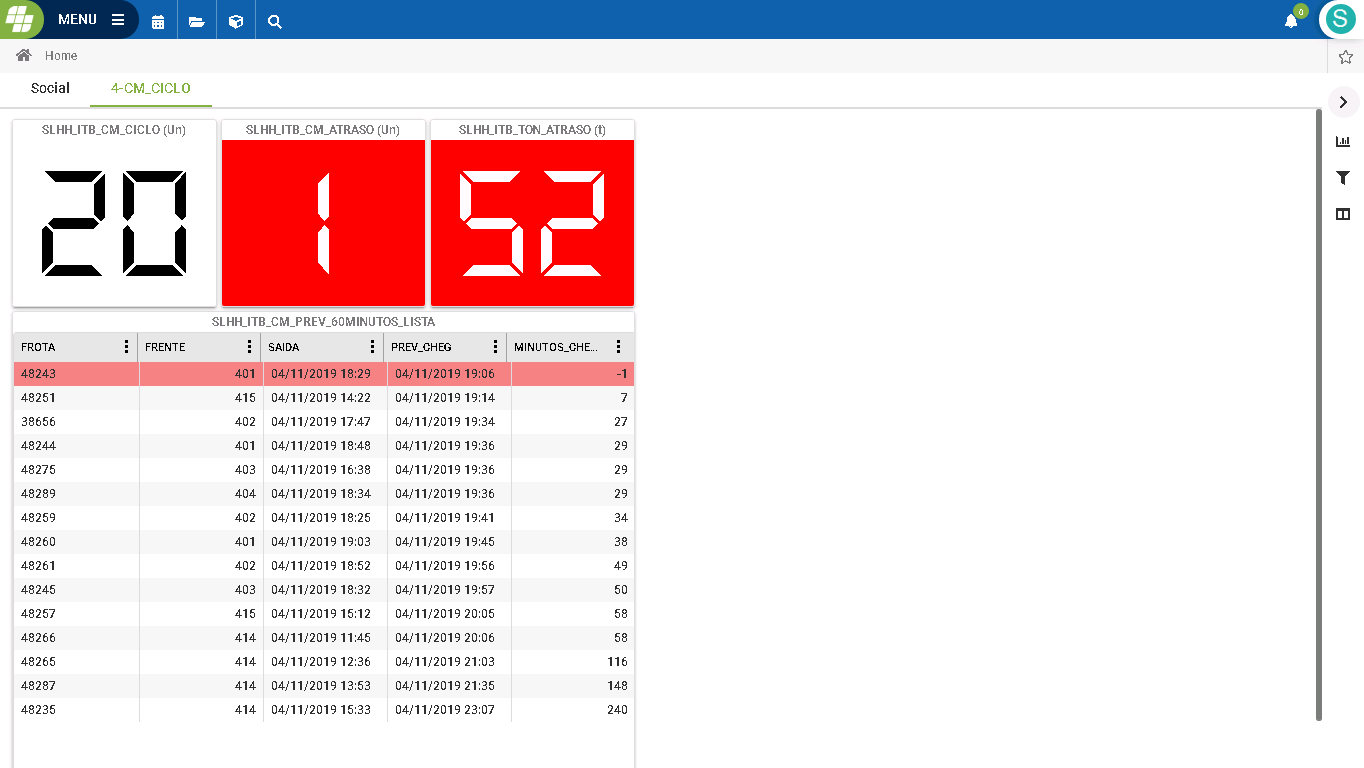 MENU
0
S
Home
Social 4-CM_CICLO
SLHH_ITB_CM_CICLO (Un) SLHH_ITB_CM_ATRASO (Un) SLHH_ITB_TON_ATRASO (t)
20 1 52
SLHH_ITB_CM_PREV_60MINUTOS_LISTA
FROTA FRENTE SAIDA PREV_CHEG MINUTOS_CHE...
48243 401 04/11/2019 18:29 04/11/2019 19:06 -1
48251 415 04/11/2019 14:22 04/11/2019 19:14 7
38656 402 04/11/2019 17:47 04/11/2019 19:34 27
48244 401 04/11/2019 18:48 04/11/2019 19:36 29
48275 403 04/11/2019 16:38 04/11/2019 19:36 29
48289 404 04/11/2019 18:34 04/11/2019 19:36 29
48259 402 04/11/2019 18:25 04/11/2019 19:41 34
48260 401 04/11/2019 19:03 04/11/2019 19:45 38
48261 402 04/11/2019 18:52 04/11/2019 19:56 49
48245 403 04/11/2019 18:32 04/11/2019 19:57 50
48257 415 04/11/2019 15:12 04/11/2019 20:05 58
48266 414 04/11/2019 11:45 04/11/2019 20:06 58
48265 414 04/11/2019 12:36 04/11/2019 21:03 116
48287 414 04/11/2019 13:53 04/11/2019 21:35 148
48235 414 04/11/2019 15:33 04/11/2019 23:07 240